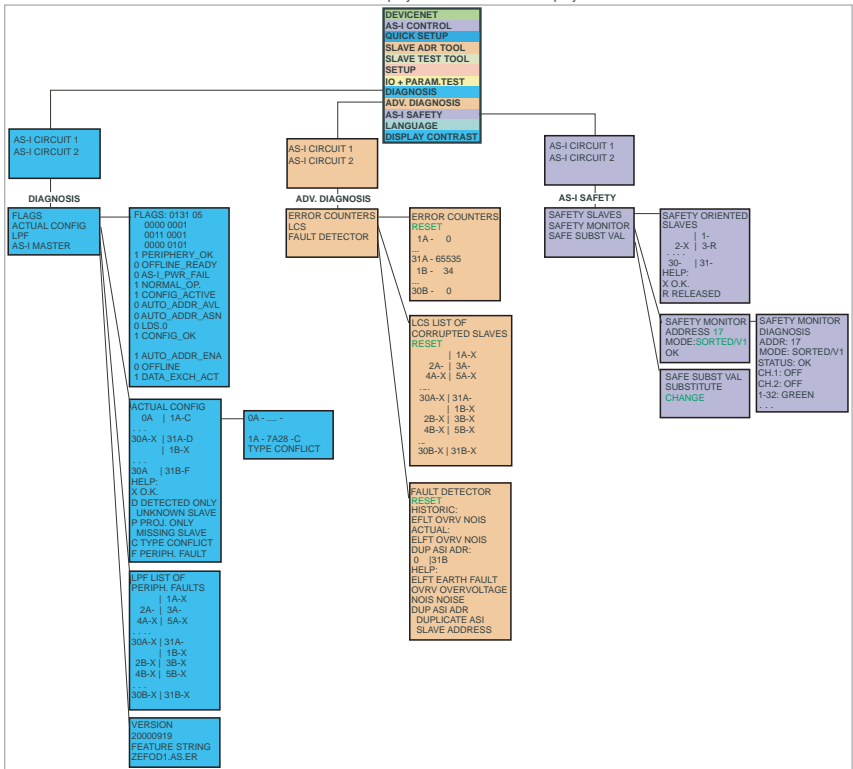 DEVICENET
AS-I CONTROL
QUICK SETUP
SLAVE ADR TOOL
SLAVE TEST TOOL
SETUP
IO + PARAM.TEST
DIAGNOSIS
ADV. DIAGNOSIS
AS-I SAFETY
LANGUAGE
DISPLAY CONTRAST
AS-I CIRCUIT 1
AS-I CIRCUIT 2
DIAGNOSIS
FLAGS
ACTUAL CONFIG
LPF
AS-I MASTER
FLAGS: 0131 05
0000 0001
0011 0001
0000 0101
1 PERIPHERY_OK
0 OFFLINE_READY
0 AS-I_PWR_FAIL
1 NORMAL_OP.
1 CONFIG_ACTIVE
0 AUTO_ADDR_AVL
0 AUTO_ADDR_ASN
0 LDS.0
1 CONFIG_OK
1 AUTO_ADDR_ENA
0 OFFLINE
1 DATA_EXCH_ACT
ACTUAL CONFIG
0A | 1A-C
. . .
30A-X | 31A-D
| 1B-X
. . .
30A | 31B-F
HELP:
X O.K.
D DETECTED ONLY
UNKNOWN SLAVE
P PROJ. ONLY
MISSING SLAVE
C TYPE CONFLICT
F PERIPH. FAULT
0A - .... -
1A - 7A28 -C
TYPE CONFLICT
LPF LIST OF
PERIPH. FAULTS
| 1A-X
2A- | 3A-
4A-X | 5A-X
. . . .
30A-X | 31A-
| 1B-X
2B-X | 3B-X
4B-X | 5B-X
. . .
30B-X | 31B-X
VERSION
20000919
FEATURE STRING
ZEFOD1.AS.ER
AS-I CIRCUIT 1
AS-I CIRCUIT 2
ADV. DIAGNOSIS
ERROR COUNTERS
LCS
FAULT DETECTOR
ERROR COUNTERS
RESET
1A - 0
...
31A - 65535
1B - 34
...
30B - 0
LCS LIST OF
CORRUPTED SLAVES
RESET
| 1A-X
2A- | 3A-
4A-X | 5A-X
....
30A-X | 31A-
| 1B-X
2B-X | 3B-X
4B-X | 5B-X
...
30B-X | 31B-X
FAULT DETECTOR
RESET
HISTORIC:
EFLT OVRV NOIS
ACTUAL:
ELFT OVRV NOIS
DUP ASI ADR:
0 |31B
HELP:
ELFT EARTH FAULT
OVRV OVERVOLTAGE
NOIS NOISE
DUP ASI ADR
DUPLICATE ASI
SLAVE ADDRESS
AS-I CIRCUIT 1
AS-I CIRCUIT 2
AS-I SAFETY
SAFETY SLAVES
SAFETY MONITOR
SAFE SUBST VAL
SAFETY ORIENTED
SLAVES
| 1-
2-X | 3-R
. . . .
30- | 31-
HELP:
X O.K.
R RELEASED
SAFETY MONITOR
ADDRESS 17
MODE:SORTED/V1
OK
SAFETY MONITOR
DIAGNOSIS
ADDR: 17
MODE: SORTED/V1
STATUS: OK
CH.1: OFF
CH.2: OFF
1-32: GREEN
. . .
SAFE SUBST VAL
SUBSTITUTE
CHANGE